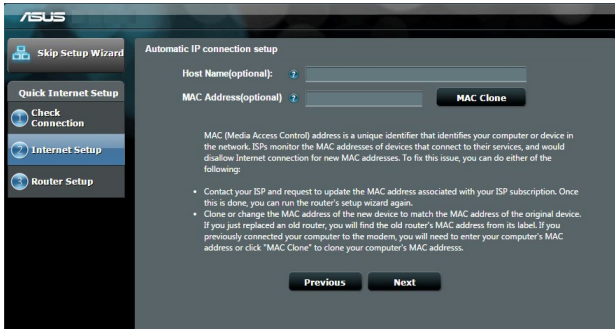 ASUS
Skip Setup Wizard
Quick Internet Setup
1 Check
Connection
2 Internet Setup
3 Router Setup
Automatic IP connection setup
Host Name(optional): ?
MAC Address(optional) ? MAC Clone
MAC (Media Access Control) address is a unique identifier that identifies your computer or device in
the network. ISPs monitor the MAC addresses of devices that connect to their services, and would
disallow Internet connection for new MAC addresses. To fix this issue, you can do either of the
following:
• Contact your ISP and request to update the MAC address associated with your ISP subscription. Once
this is done, you can run the router's setup wizard again.
• Clone or change the MAC address of the new device to match the MAC address of the original device.
If you just replaced an old router, you will find the old router's MAC address from its label. If you
previously connected your computer to the modem, you will need to enter your computer's MAC
address or click "MAC Clone" to clone your computer's MAC addresss.
Previous Next